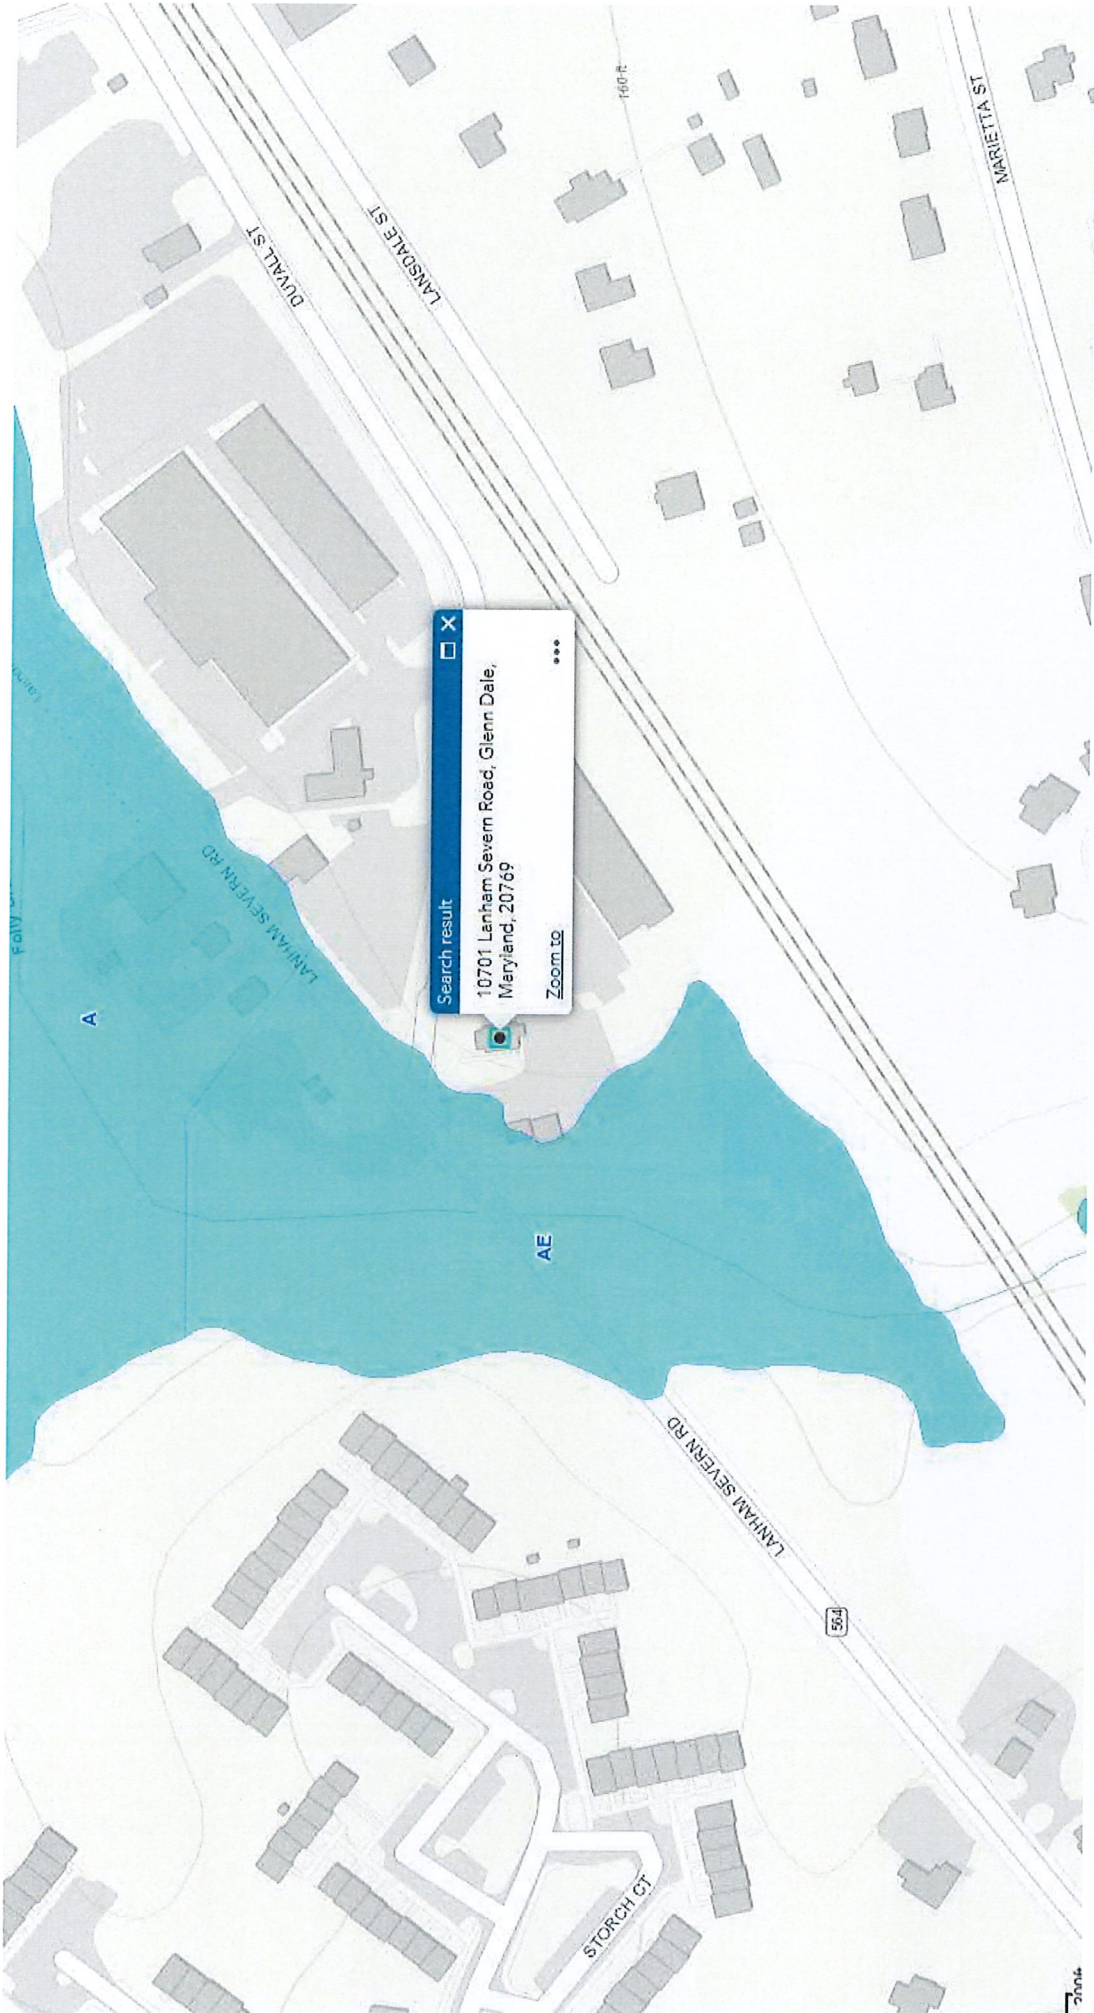 A
LANHAM SEVERN RD
DUVALL ST
LANSDALE ST
160 ft
MARIETTA ST
Search result
10701 Lanham Severn Road, Glenn Dale,
Maryland, 20769
Zoom to
AE
LANHAM SEVERN RD
564
STORCH CT